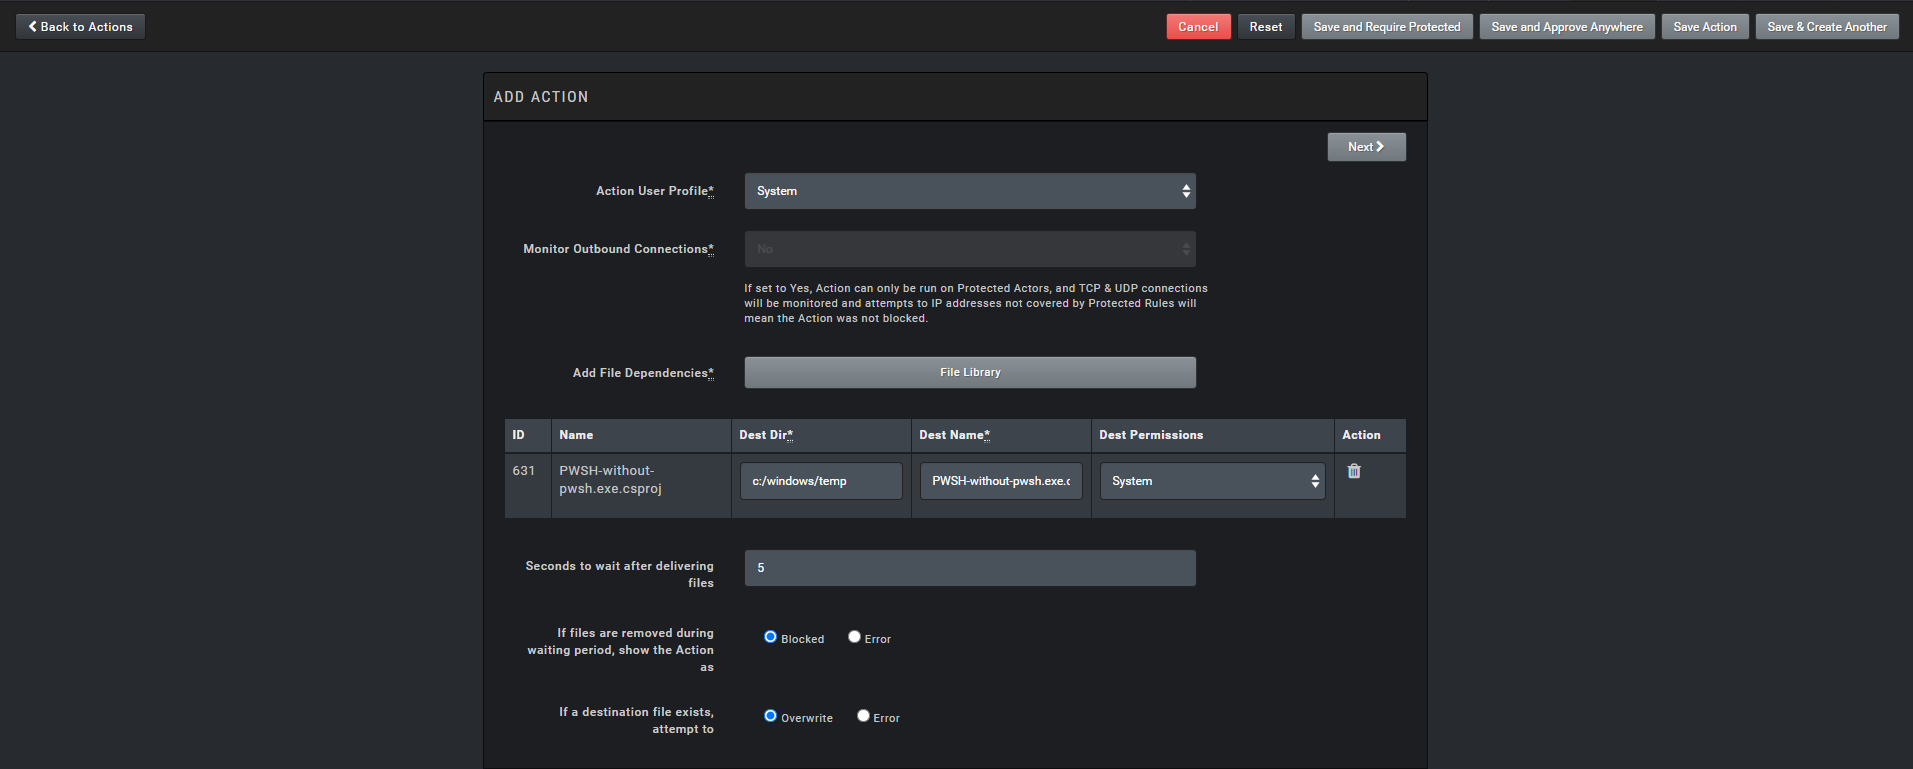 Back to Actions
Cancel
Reset
Save and Require Protected
Save and Approve Anywhere
Save Action
Save & Create Another
ADD ACTION
Next
Action User Profile*
System
Monitor Outbound Connections*
No
If set to Yes, Action can only be run on Protected Actors, and TCP & UDP connections
will be monitored and attempts to IP addresses not covered by Protected Rules will
mean the Action was not blocked.
Add File Dependencies*
File Library
ID
Name
Dest Dir*
Dest Name*
Dest Permissions
Action
631
PWSH-without-
pwsh.exe.csproj
c:/windows/temp
PWSH-without-pwsh.exe.c
System
Seconds to wait after delivering
files
5
If files are removed during
waiting period, show the Action
as
Blocked
Error
If a destination file exists,
attempt to
Overwrite
Error